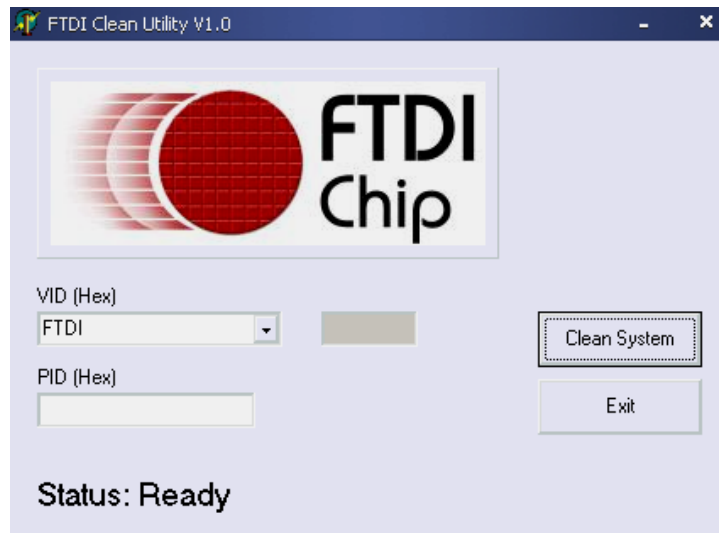 FTDI Clean Utility V1.0
FTDI
Chip
VID (Hex)
FTDI
Clean System
PID (Hex)
Exit
Status: Ready